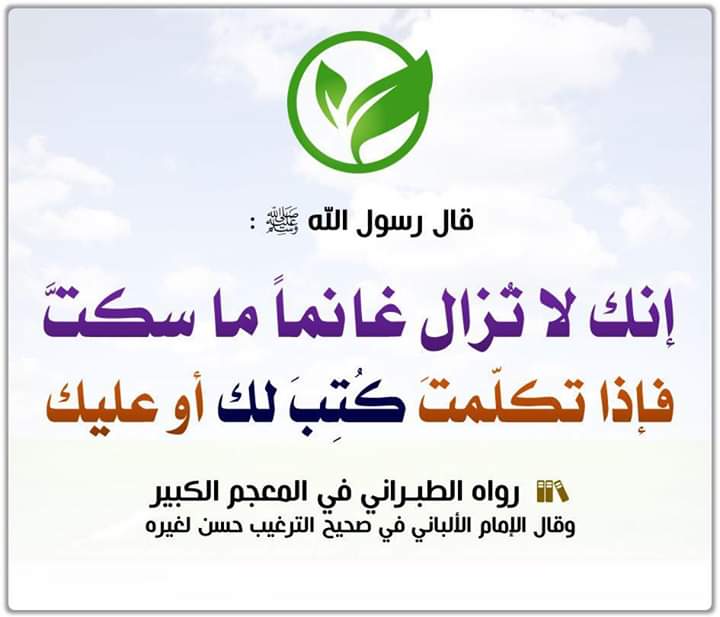 قال رسول الله ﷺ :
إنك لا تُزال غانماً ما سكتَّ
فإذا تكلّمتَ كُتِبَ لك أو عليك
رواه الطبراني في المعجم الكبير
وقال الإمام الألباني في صحيح الترغيب حسن لغيره